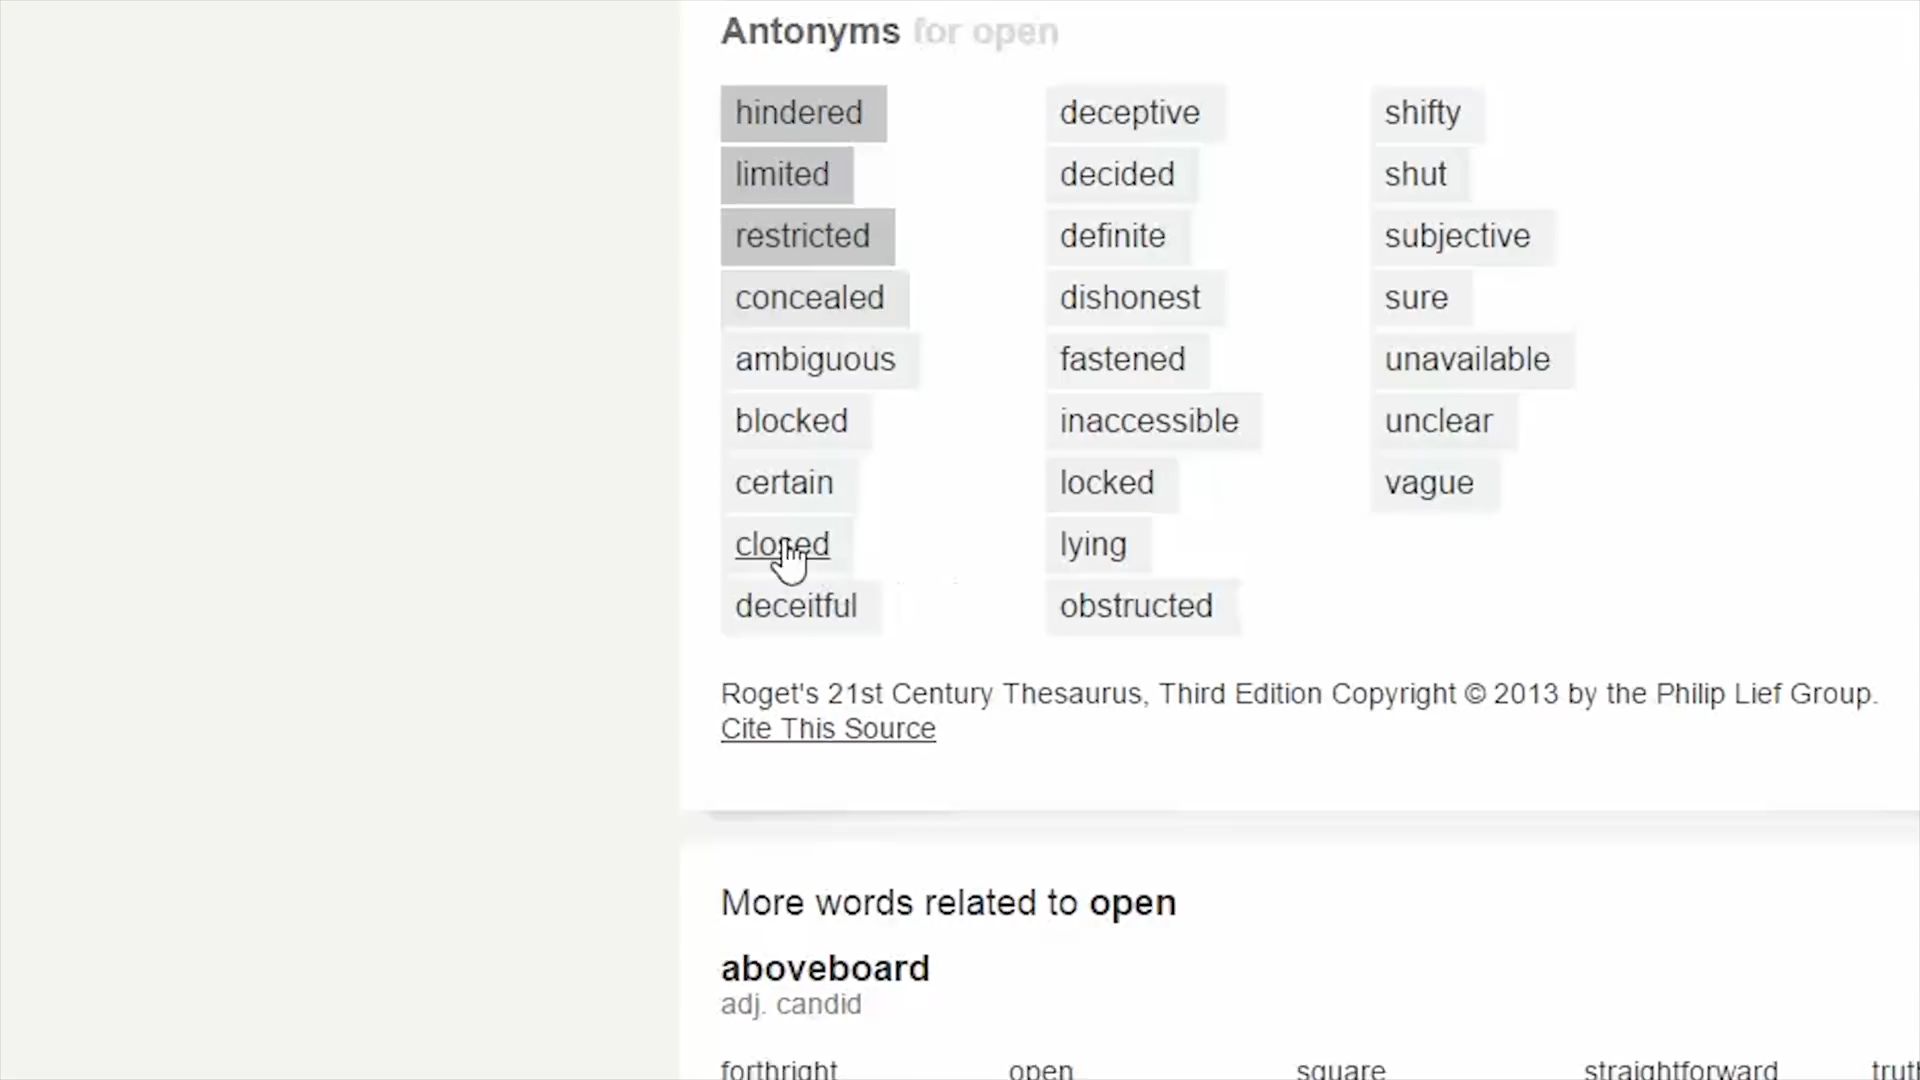 Antonyms for open
hindered
limited
restricted
concealed
ambiguous
blocked
certain
closed
deceitful
deceptive
decided
definite
dishonest
fastened
inaccessible
locked
lying
obstructed
shifty
shut
subjective
sure
unavailable
unclear
vague
Roget's 21st Century Thesaurus, Third Edition Copyright © 2013 by the Philip Lief Group.
Cite This Source
More words related to open
aboveboard
adj. candid
forthright open square straightforward